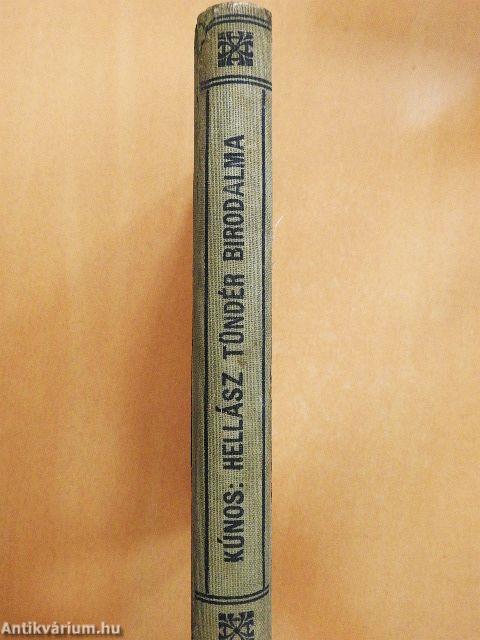 KÚNOS: HELLÁSZ TÜNDÉR BIRODALMA
Antikvárium.hu